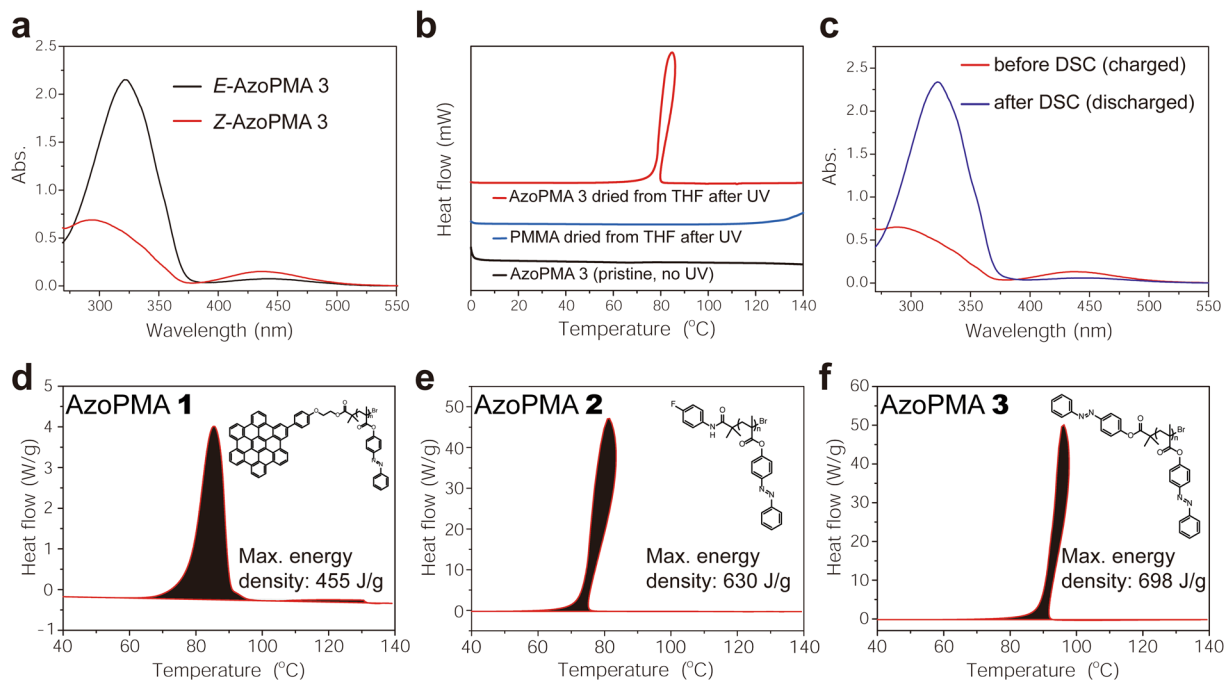 a
2.5
2.0
1.5
1.0
0.5
0.0
Abs.
E-AzoPMA 3
Z-AzoPMA 3
300
350
400
450
500
550
Wavelength (nm)
b
Heat flow (mW)
AzoPMA 3 dried from THF after UV
PMMA dried from THF after UV
AzoPMA 3 (pristine, no UV)
0
20
40
60
80
100
120
140
Temperature (°C)
c
2.5
2.0
1.5
1.0
0.5
0.0
Abs.
before DSC (charged)
after DSC (discharged)
300
350
400
450
500
550
Wavelength (nm)
d
AzoPMA 1
5
4
3
2
1
0
-1
Heat flow (W/g)
O
O
O
n
Br
O
O
N
N
Max. energy
density: 455 J/g
40
60
80
100
120
140
Temperature (°C)
e
AzoPMA 2
50
40
30
20
10
0
Heat flow (W/g)
F
N
H
O
n
Br
O
O
N
N
Max. energy
density: 630 J/g
40
60
80
100
120
140
Temperature (°C)
f
AzoPMA 3
60
50
40
30
20
10
0
Heat flow (W/g)
N
N
O
O
n
Br
O
O
N
N
Max. energy
density: 698 J/g
40
60
80
100
120
140
Temperature (°C)